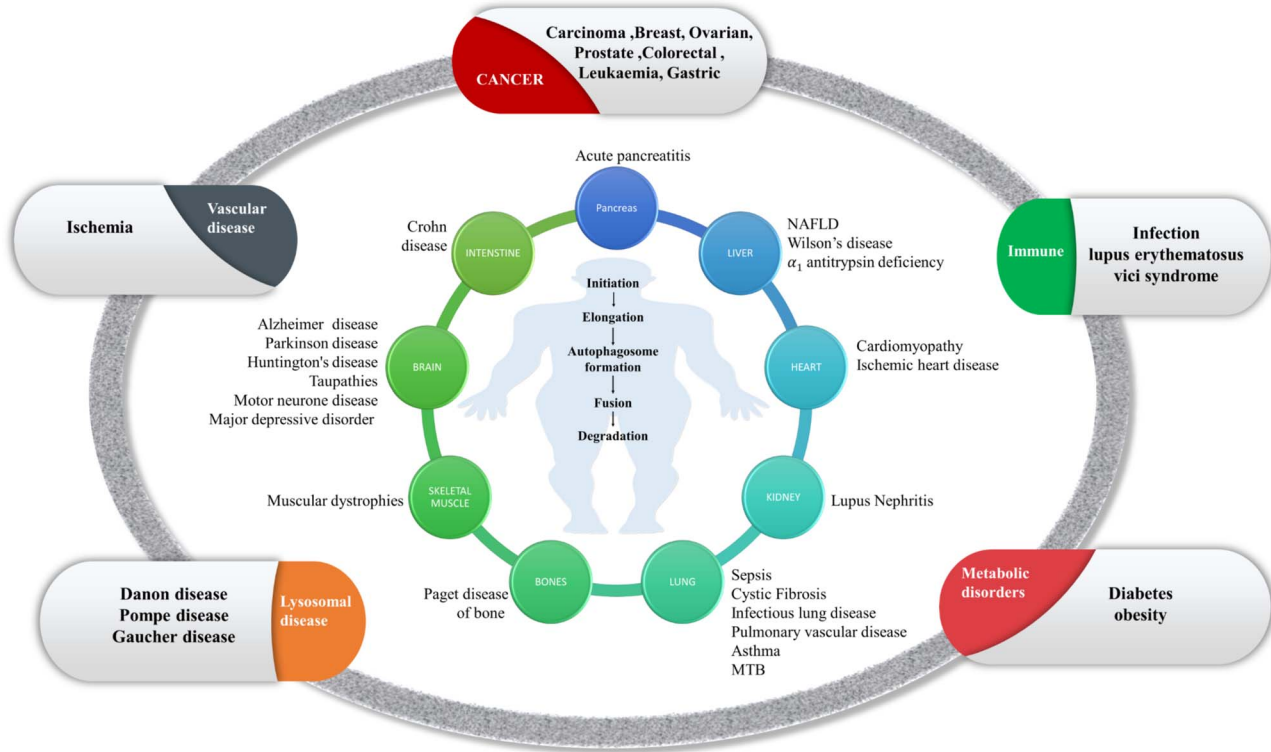 Carcinoma ,Breast, Ovarian,
Prostate ,Colorectal ,
Leukaemia, Gastric
CANCER
Ischemia
Vascular
disease
Immune
Infection
lupus erythematosus
vici syndrome
Metabolic
disorders
Diabetes
obesity
Lysosomal
disease
Danon disease
Pompe disease
Gaucher disease
Acute pancreatitis
Pancreas
LIVER
NAFLD
Wilson’s disease
α₁ antitrypsin deficiency
HEART
Cardiomyopathy
Ischemic heart disease
KIDNEY
Lupus Nephritis
LUNG
Sepsis
Cystic Fibrosis
Infectious lung disease
Pulmonary vascular disease
Asthma
MTB
BONES
Paget disease
of bone
SKELETAL
MUSCLE
Muscular dystrophies
BRAIN
Alzheimer disease
Parkinson disease
Huntington's disease
Taupathies
Motor neurone disease
Major depressive disorder
INTENSTINE
Crohn
disease
Initiation
Elongation
Autophagosome
formation
Fusion
Degradation